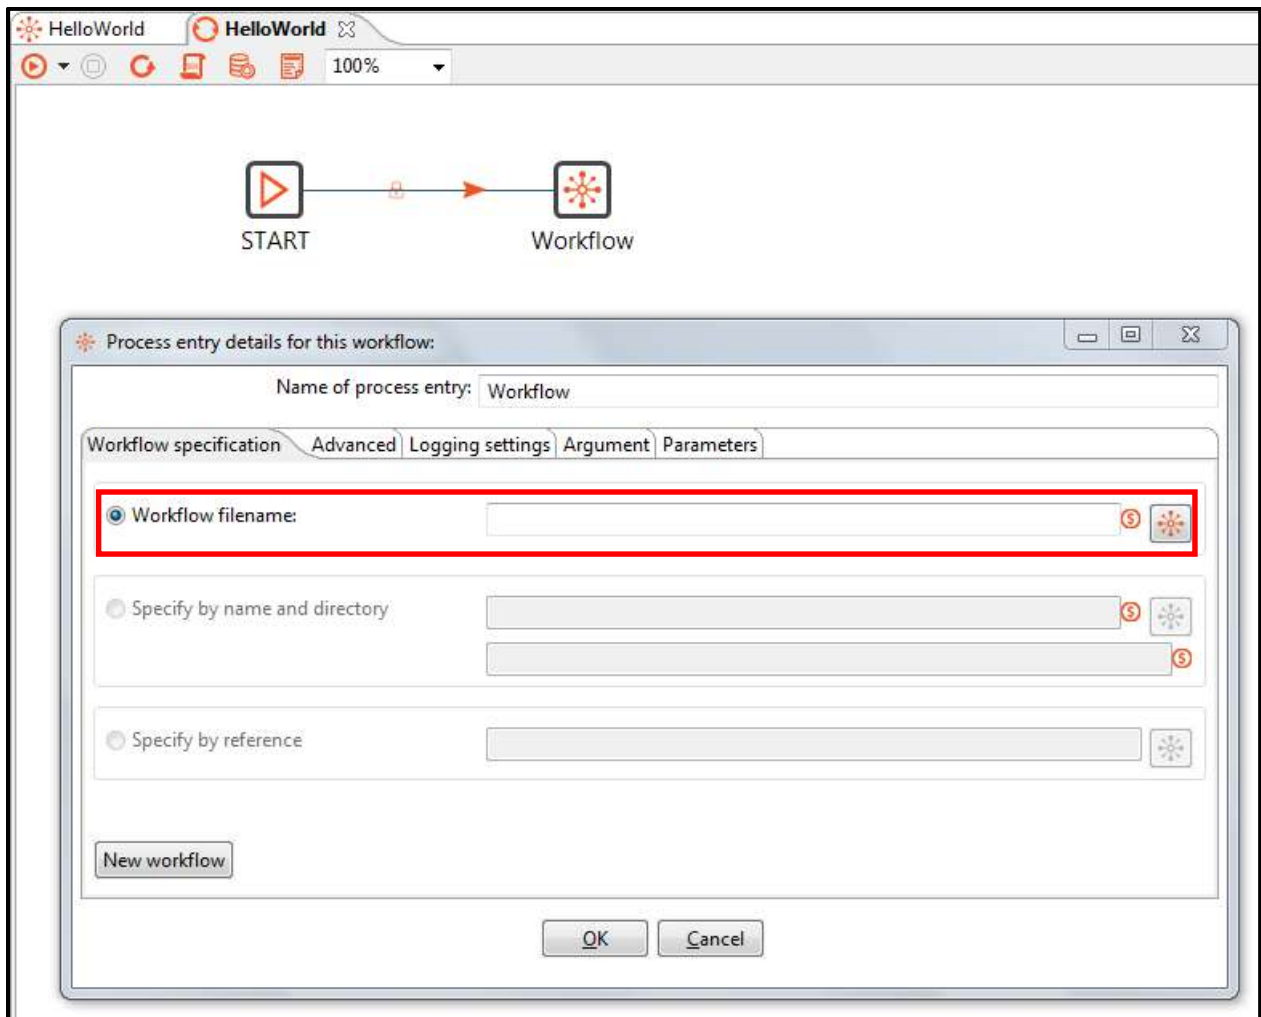 HelloWorld HelloWorld
100%
START Workflow
Process entry details for this workflow:
Name of process entry: Workflow
Workflow specification Advanced Logging settings Argument Parameters
Workflow filename:
Specify by name and directory
Specify by reference
New workflow
OK Cancel